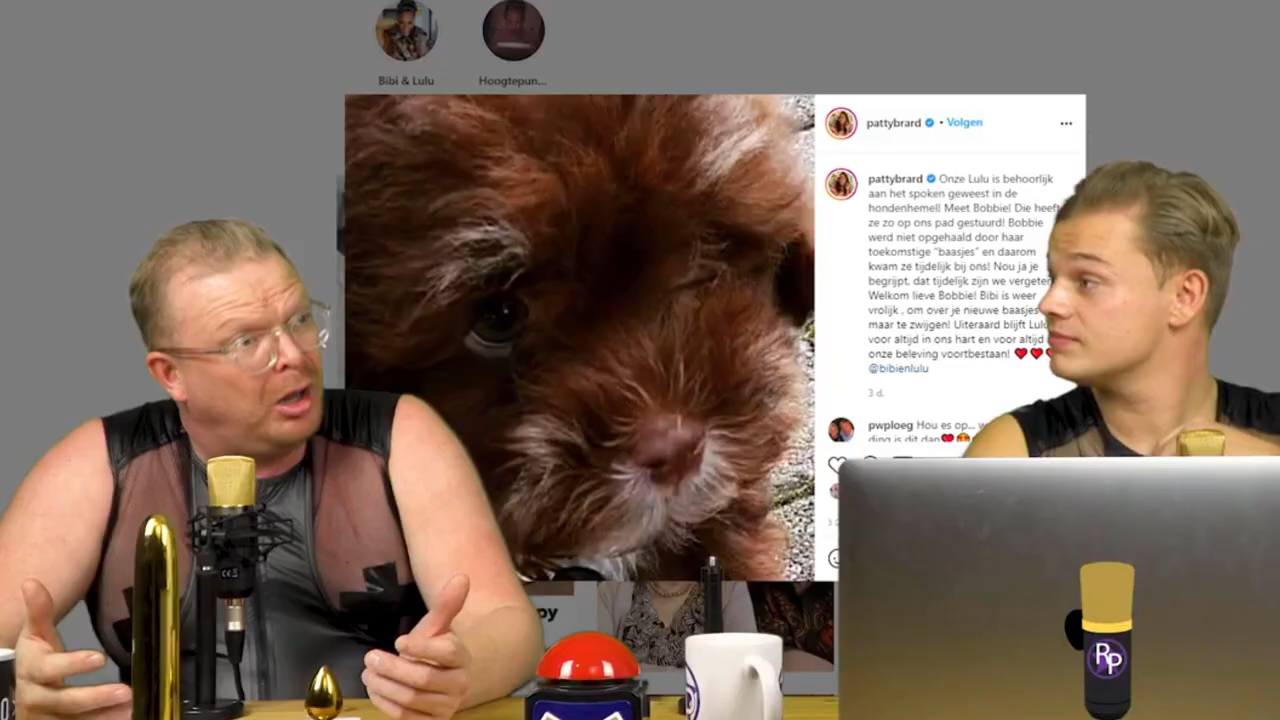 Bibi & Lulu
Hoogtepun...
pattybrard • Volgen
pattybrard Onze Lulu is behoorlijk
aan het spoken geweest in de
hondenhemel! Meet Bobbie! Die heeft
ze zo op ons pad gestuurd! Bobbie
werd niet opgehaald door haar
toekomstige "baasjes" en daarom
kwam ze tijdelijk bij ons! Nou ja je
begrijpt, dat tijdelijk zijn we vergeten
Welkom lieve Bobbie! Bibi is weer
vrolijk , om over je nieuwe baasjes
maar te zwijgen! Uiteraard blijft Lulu
voor altijd in ons hart en voor altijd
onze beleving voortbestaan! ❤❤
@bibienlulu
3 d.
pwploeg Hou es op...
ding is dit dan
py
CE
RP